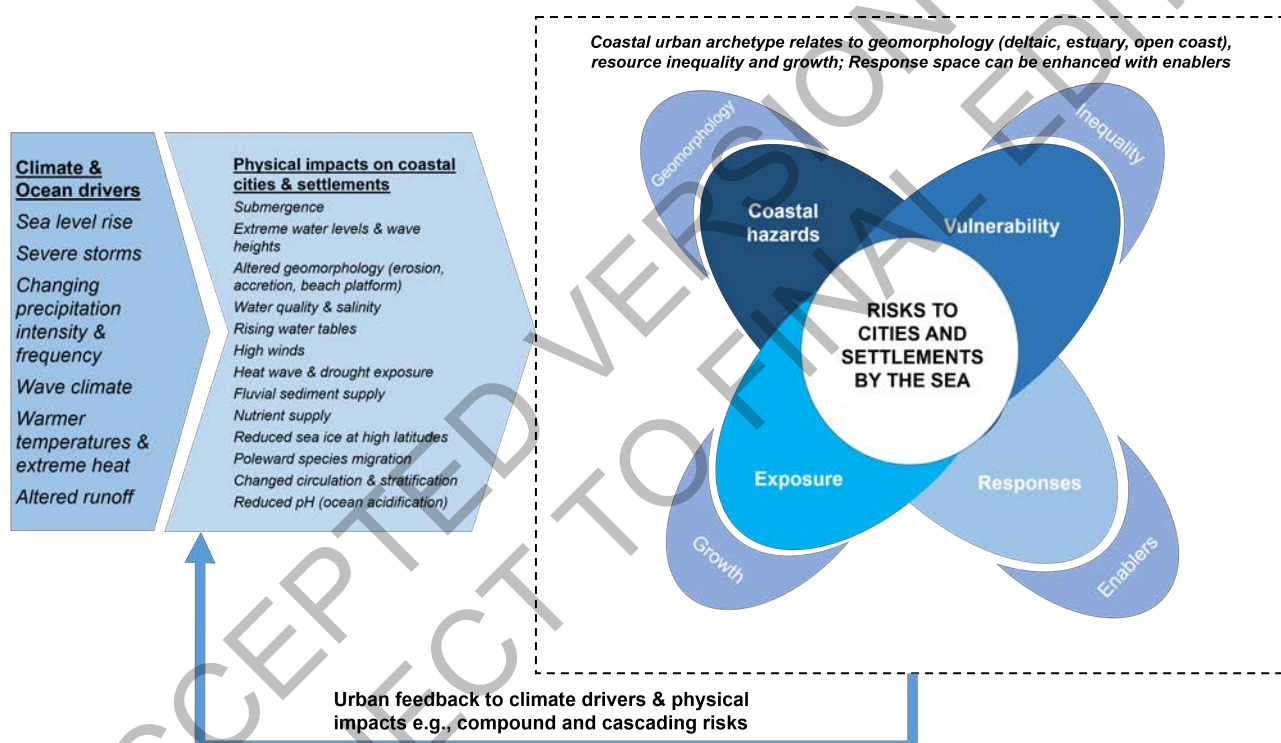 Coastal urban archetype relates to geomorphology (deltaic, estuary, open coast),
resource inequality and growth; Response space can be enhanced with enablers
Climate &
Ocean drivers
Sea level rise
Severe storms
Changing
precipitation
intensity &
frequency
Wave climate
Warmer
temperatures &
extreme heat
Altered runoff
Physical impacts on coastal
cities & settlements
Submergence
Extreme water levels & wave
heights
Altered geomorphology (erosion,
accretion, beach platform)
Water quality & salinity
Rising water tables
High winds
Heat wave & drought exposure
Fluvial sediment supply
Nutrient supply
Reduced sea ice at high latitudes
Poleward species migration
Changed circulation & stratification
Reduced pH (ocean acidification)
Geomorphology
Inequality
Coastal
hazards
Vulnerability
RISKS TO
CITIES AND
SETTLEMENTS
BY THE SEA
Exposure
Responses
Growth
Enablers
Urban feedback to climate drivers & physical
impacts e.g., compound and cascading risks
CCEPTED VERSION
JECT TO FINAL EDIT